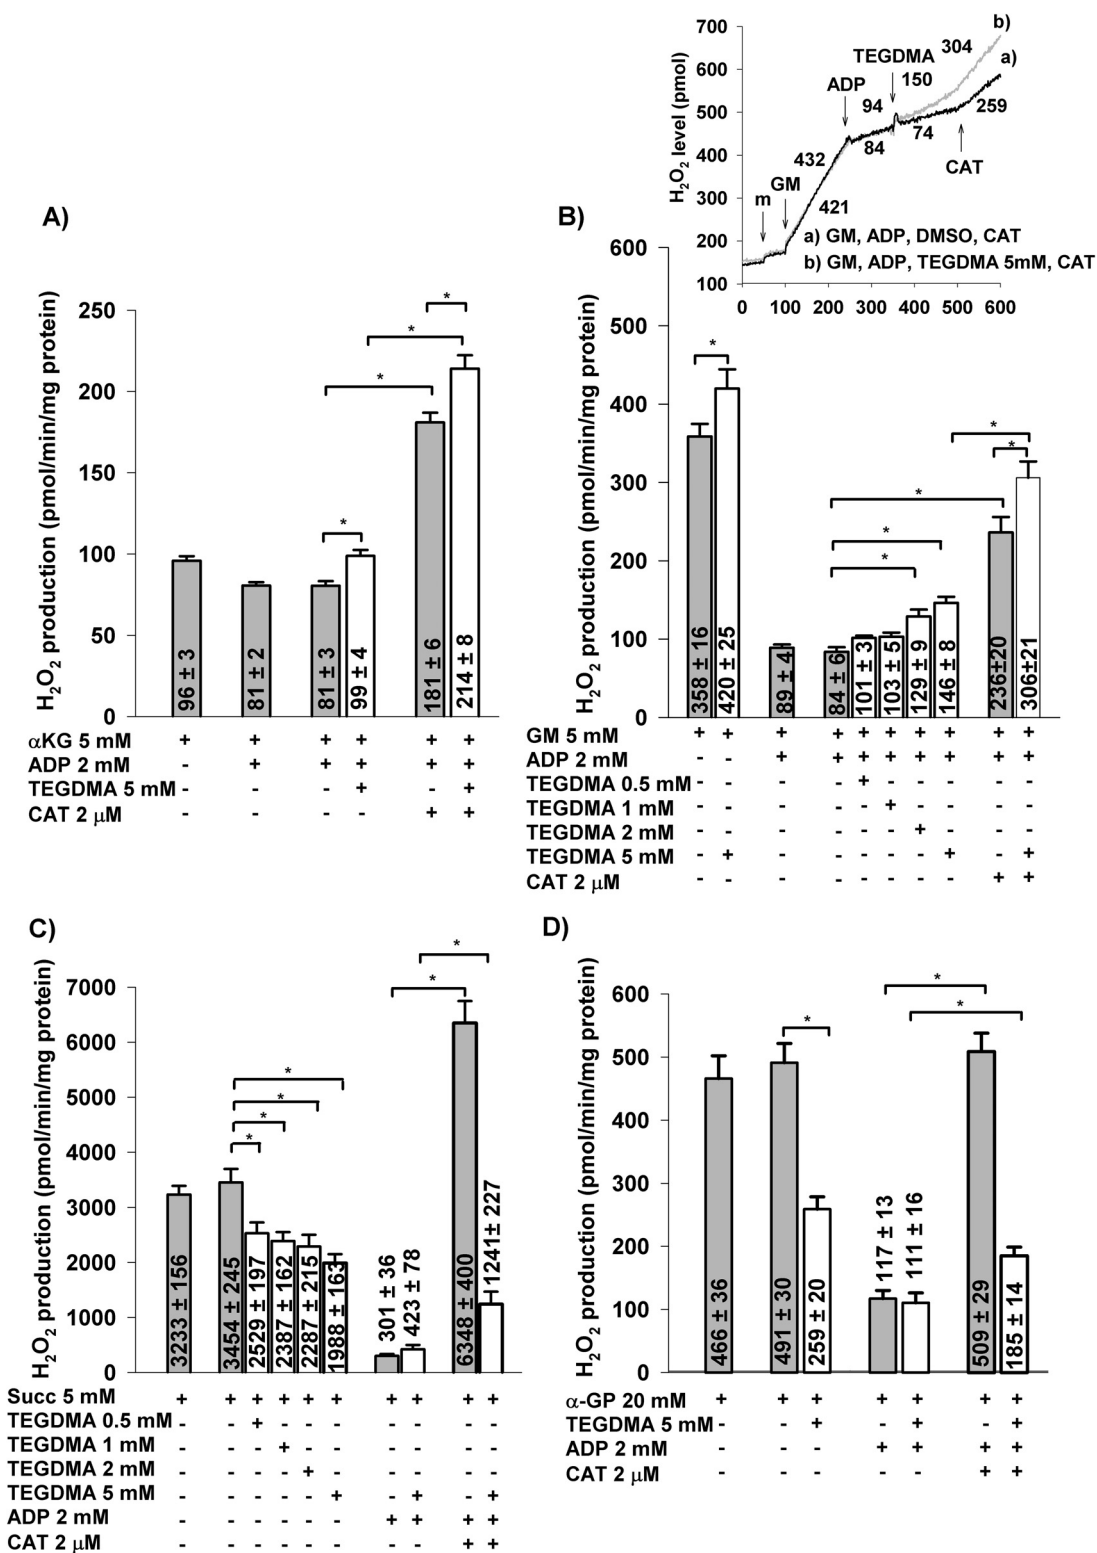 A)
H2O2 production (pmol/min/mg protein)
250
200
150
100
50
0
*
*
*
*
96 ± 3
81 ± 2
81 ± 3
99 ± 4
181 ± 6
214 ± 8
αKG 5 mM + + + + + +
ADP 2 mM - + + + + +
TEGDMA 5 mM - - - + - +
CAT 2 μM - - - - + +
B)
H2O2 level (pmol)
700
600
500
400
300
200
100
0 100 200 300 400 500 600
m
GM
ADP
TEGDMA
CAT
432
421
94
84
150
74
304
259
b)
a)
a) GM, ADP, DMSO, CAT
b) GM, ADP, TEGDMA 5mM, CAT
H2O2 production (pmol/min/mg protein)
600
500
400
300
200
100
0
*
*
*
*
*
*
358 ± 16
420 ± 25
89 ± 4
84 ± 6
101 ± 3
103 ± 5
129 ± 9
146 ± 8
236±20
306±21
GM 5 mM + + + + + + + + + +
ADP 2 mM - - + + + + + + + +
TEGDMA 0.5 mM - - - - + - - - - -
TEGDMA 1 mM - - - - - + - - - -
TEGDMA 2 mM - - - - - - + - - -
TEGDMA 5 mM - + - - - - - + - +
CAT 2 μM - - - - - - - - + +
C)
H2O2 production (pmol/min/mg protein)
7000
6000
5000
4000
3000
2000
1000
0
*
*
*
*
*
*
3233 ± 156
3454 ± 245
2529 ± 197
2387 ± 162
2287 ± 215
1988 ± 163
301 ± 36
423 ± 78
6348 ± 400
1241± 227
Succ 5 mM + + + + + + + + + +
TEGDMA 0.5 mM - - + - - - - - - -
TEGDMA 1 mM - - - + - - - - - -
TEGDMA 2 mM - - - - + - - - - -
TEGDMA 5 mM - - - - - + - + - +
ADP 2 mM - - - - - - + + + +
CAT 2 μM - - - - - - - - + +
D)
H2O2 production (pmol/min/mg protein)
600
500
400
300
200
100
0
*
*
*
466 ± 36
491 ± 30
259 ± 20
117 ± 13
111 ± 16
509 ± 29
185 ± 14
α-GP 20 mM + + + + + + +
TEGDMA 5 mM - - + - + - +
ADP 2 mM - - - + + + +
CAT 2 μM - - - - - + +